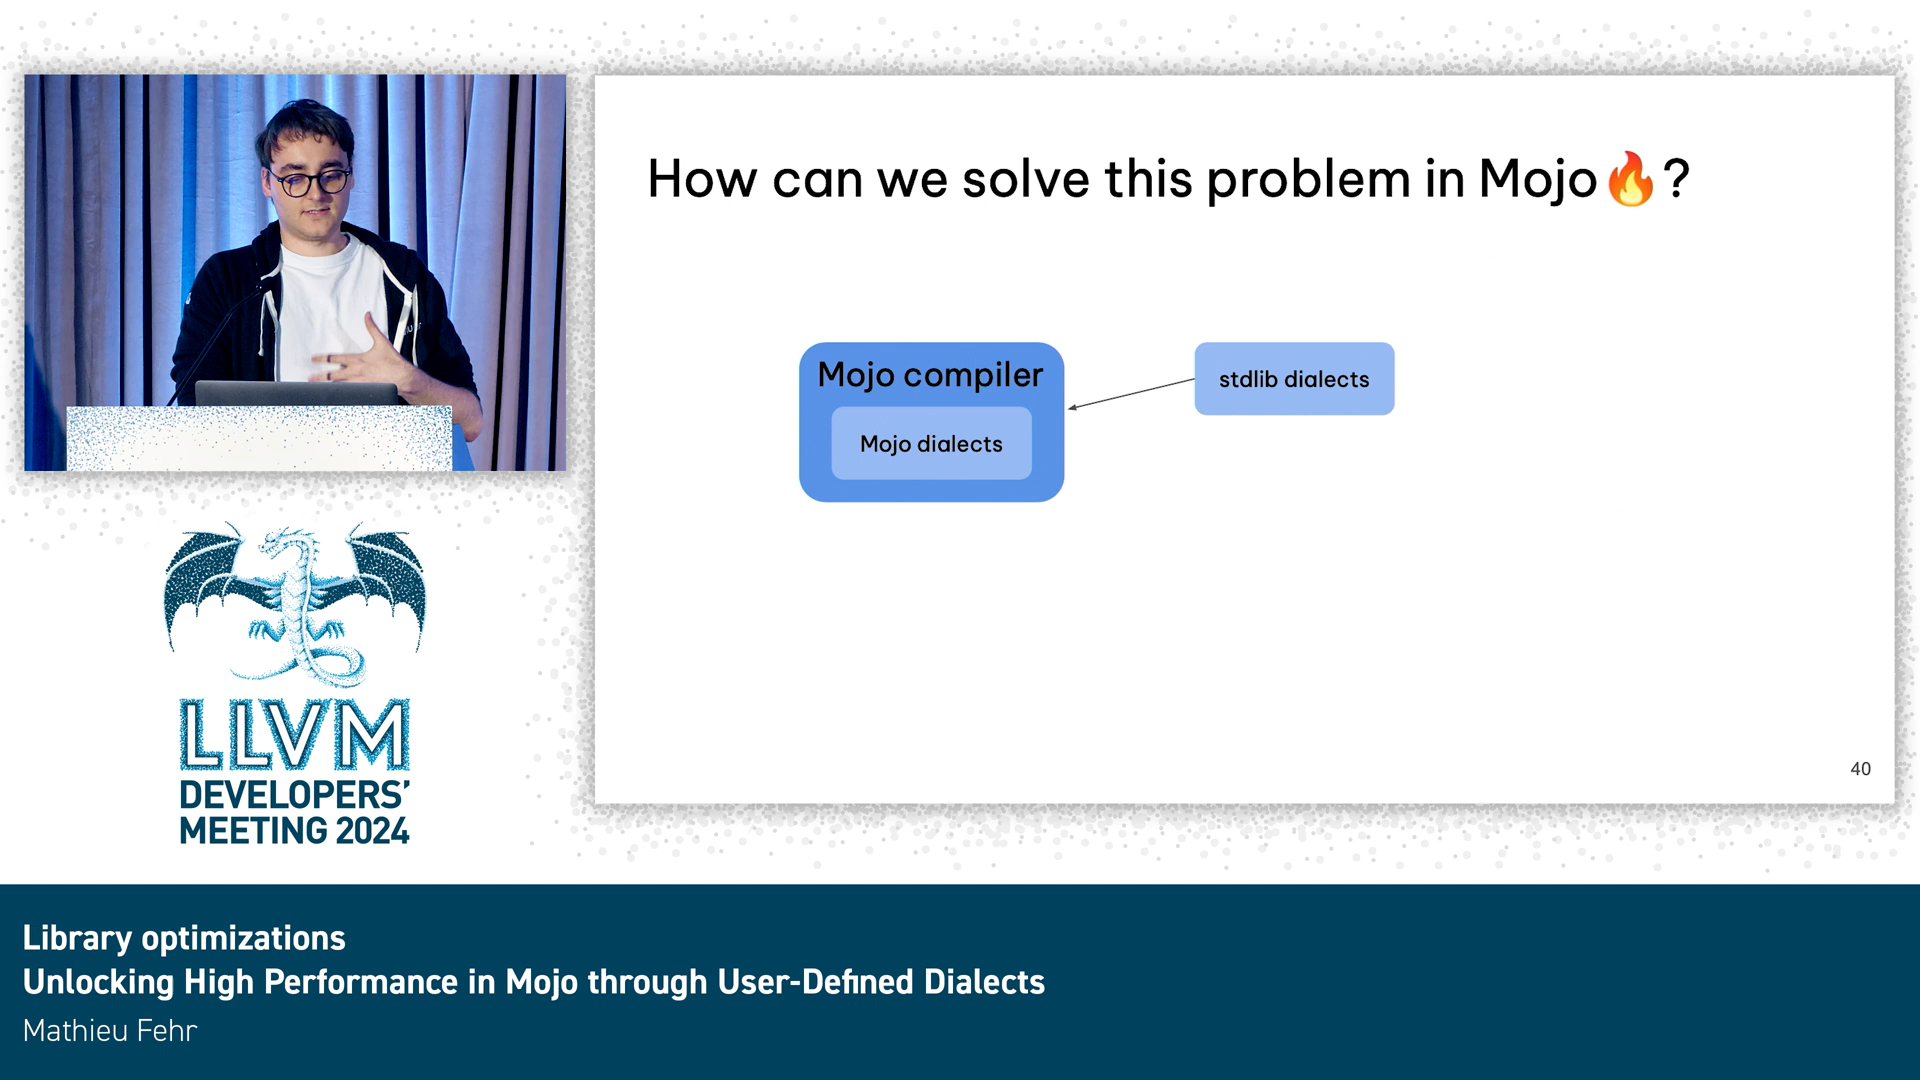 How can we solve this problem in Mojo🔥?
Mojo compiler
Mojo dialects
stdlib dialects
40
LLVM
DEVELOPERS'
MEETING 2024
Library optimizations
Unlocking High Performance in Mojo through User-Defined Dialects
Mathieu Fehr